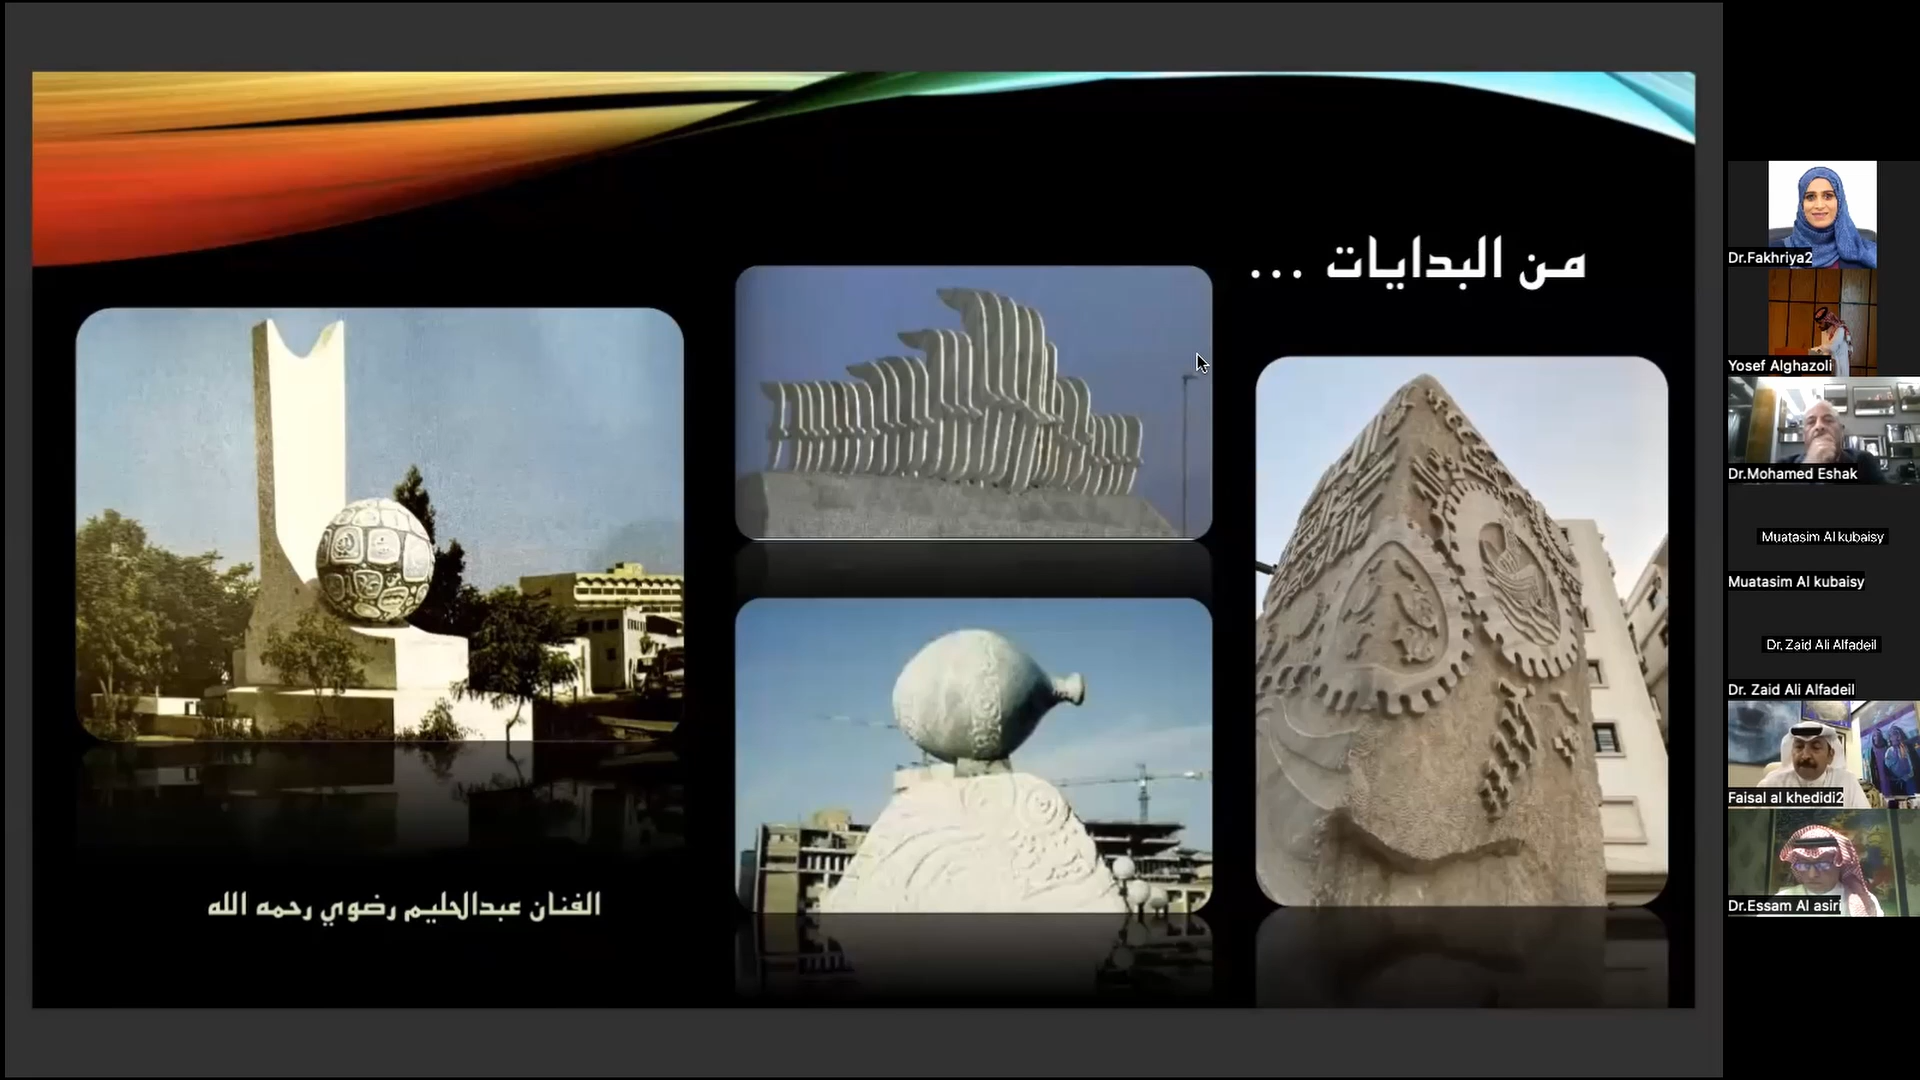 من البدايات ...
الفنان عبدالحليم رضوي رحمه الله
Dr.Fakhriya2
Yosef Alghazoli
Dr.Mohamed Eshak
Muatasim Al kubaisy
Muatasim Al kubaisy
Dr. Zaid Ali Alfadeil
Dr. Zaid Ali Alfadeil
Faisal al khedidi2
Dr.Essam Al asiri